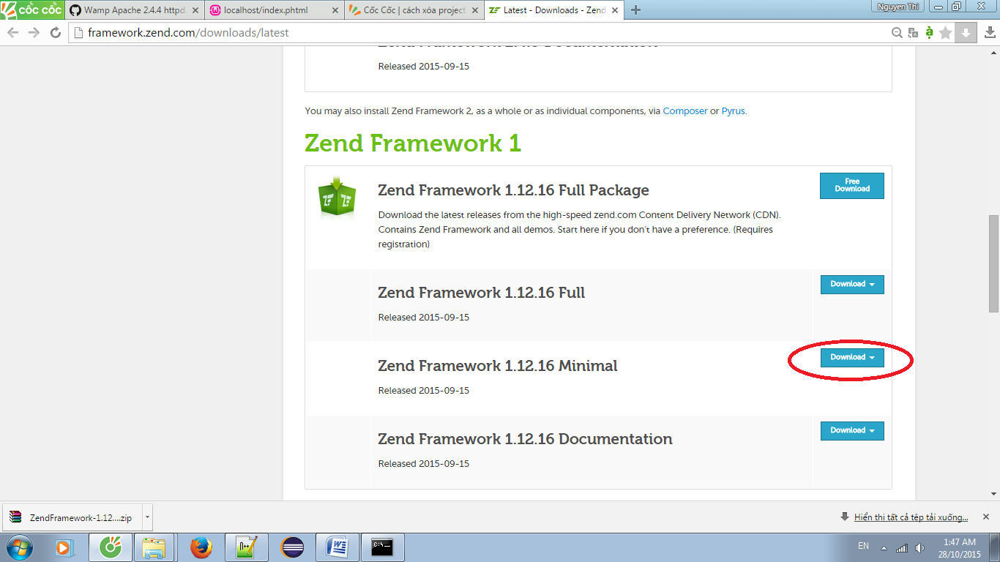 cốc cốc
Wamp Apache 2.4.4 httpd
localhost/index.phtml
Cốc Cốc | cách xóa project
Latest - Downloads - Zend
Nguyen Thi
framework.zend.com/downloads/latest
Released 2015-09-15
You may also install Zend Framework 2, as a whole or as individual components, via Composer or Pyrus.
Zend Framework 1
Zend Framework 1.12.16 Full Package
Free
Download
Download the latest releases from the high-speed zend.com Content Delivery Network (CDN).
Contains Zend Framework and all demos. Start here if you don't have a preference. (Requires
registration)
Zend Framework 1.12.16 Full
Download
Released 2015-09-15
Zend Framework 1.12.16 Minimal
Download
Released 2015-09-15
Zend Framework 1.12.16 Documentation
Download
Released 2015-09-15
ZendFramework-1.12....zip
Hiển thị tất cả tệp tải xuống...
EN
1:47 AM
28/10/2015